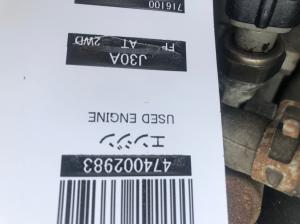 474002983
エンジン
USED ENGINE
J30A
FF - AT 2WD
716100